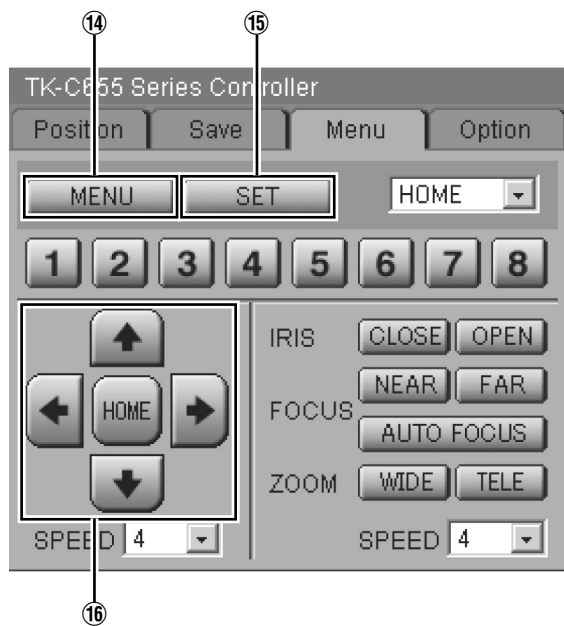 ⑭ ⑮
TK-C655 Series Controller
Position Save Menu Option
MENU SET HOME
1 2 3 4 5 6 7 8
IRIS CLOSE OPEN
HOME
FOCUS NEAR FAR
AUTO FOCUS
ZOOM WIDE TELE
SPEED 4 SPEED 4
⑯